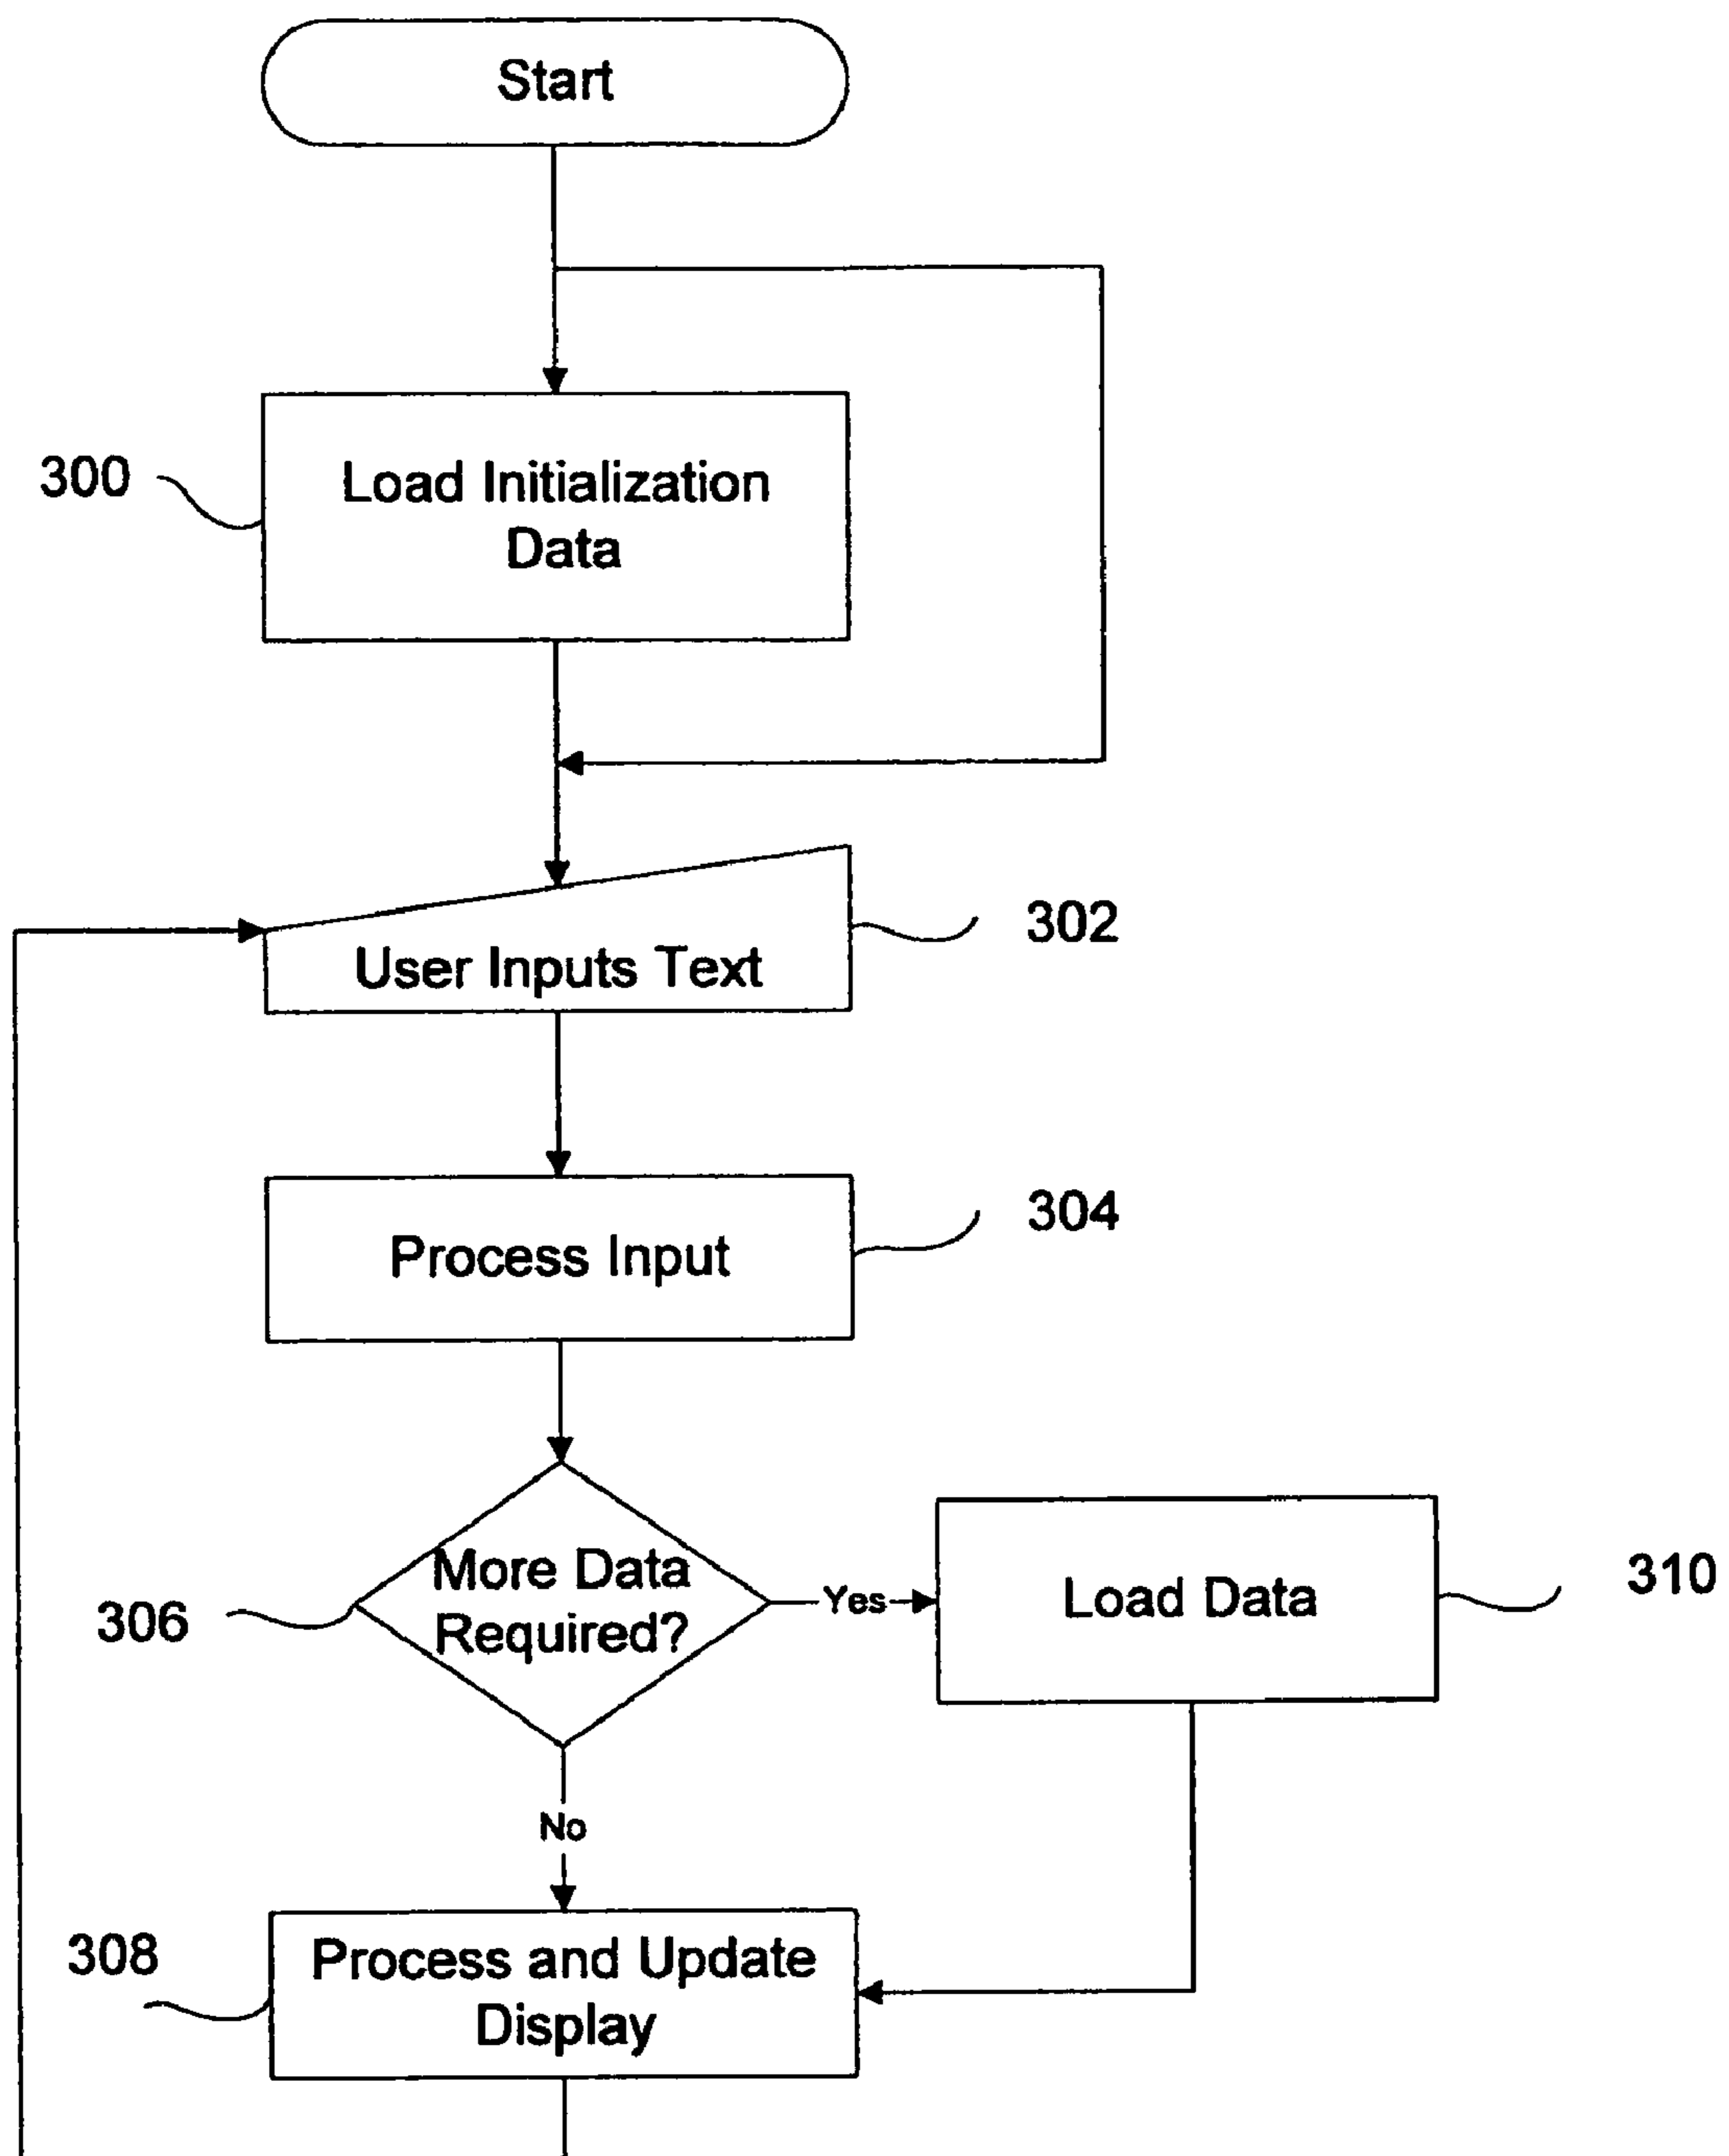 Start
300
Load Initialization
Data
302
User Inputs Text
304
Process Input
306
More Data
Required?
Yes
Load Data
310
No
308
Process and Update
Display